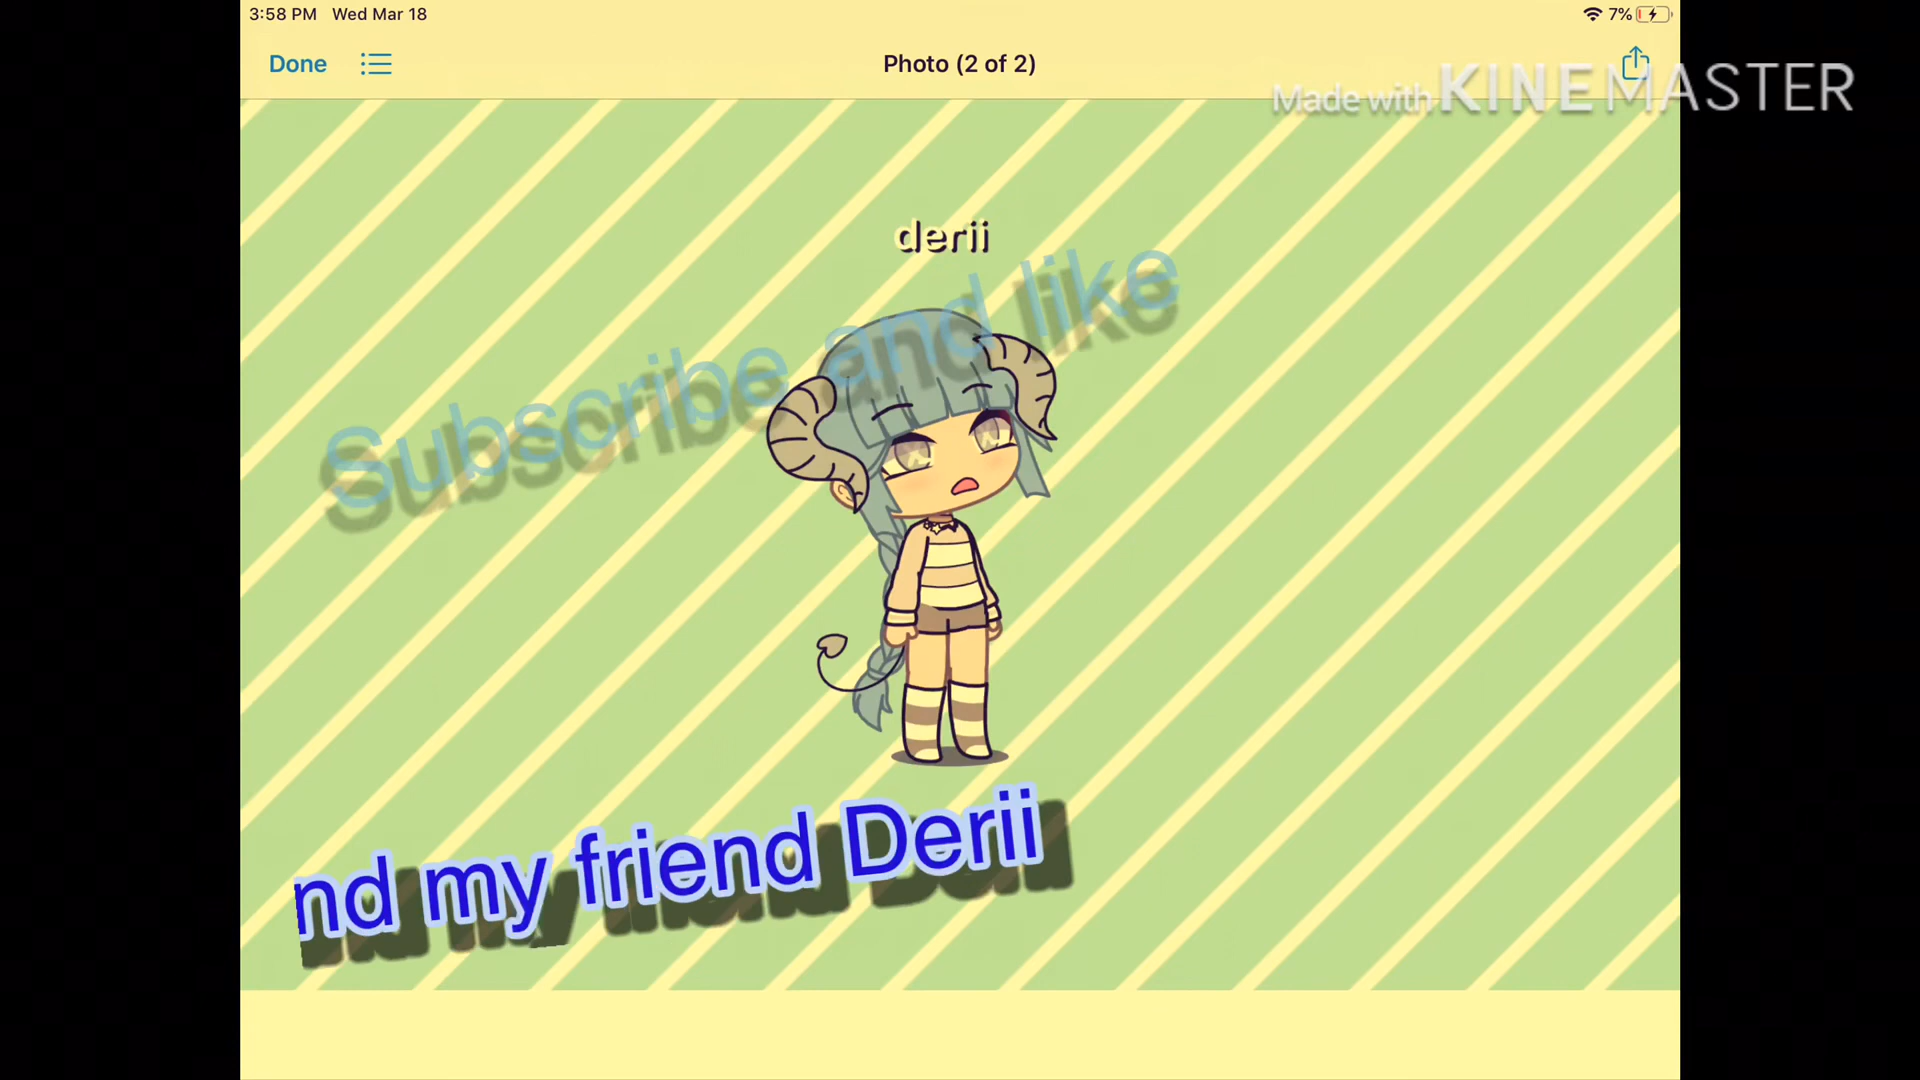 3:58 PM Wed Mar 18
7%
Done
Photo (2 of 2)
Made with KINEMASTER
derii
Subscribe and like
nd my friend Derii